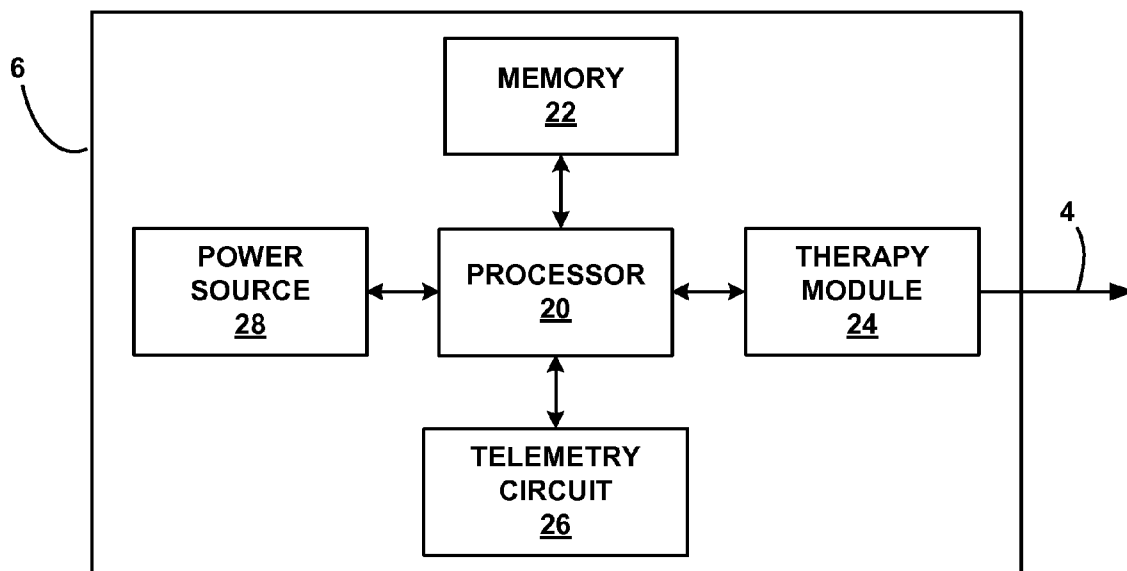 6
MEMORY
22
4
POWER
SOURCE
28
PROCESSOR
20
THERAPY
MODULE
24
TELEMETRY
CIRCUIT
26